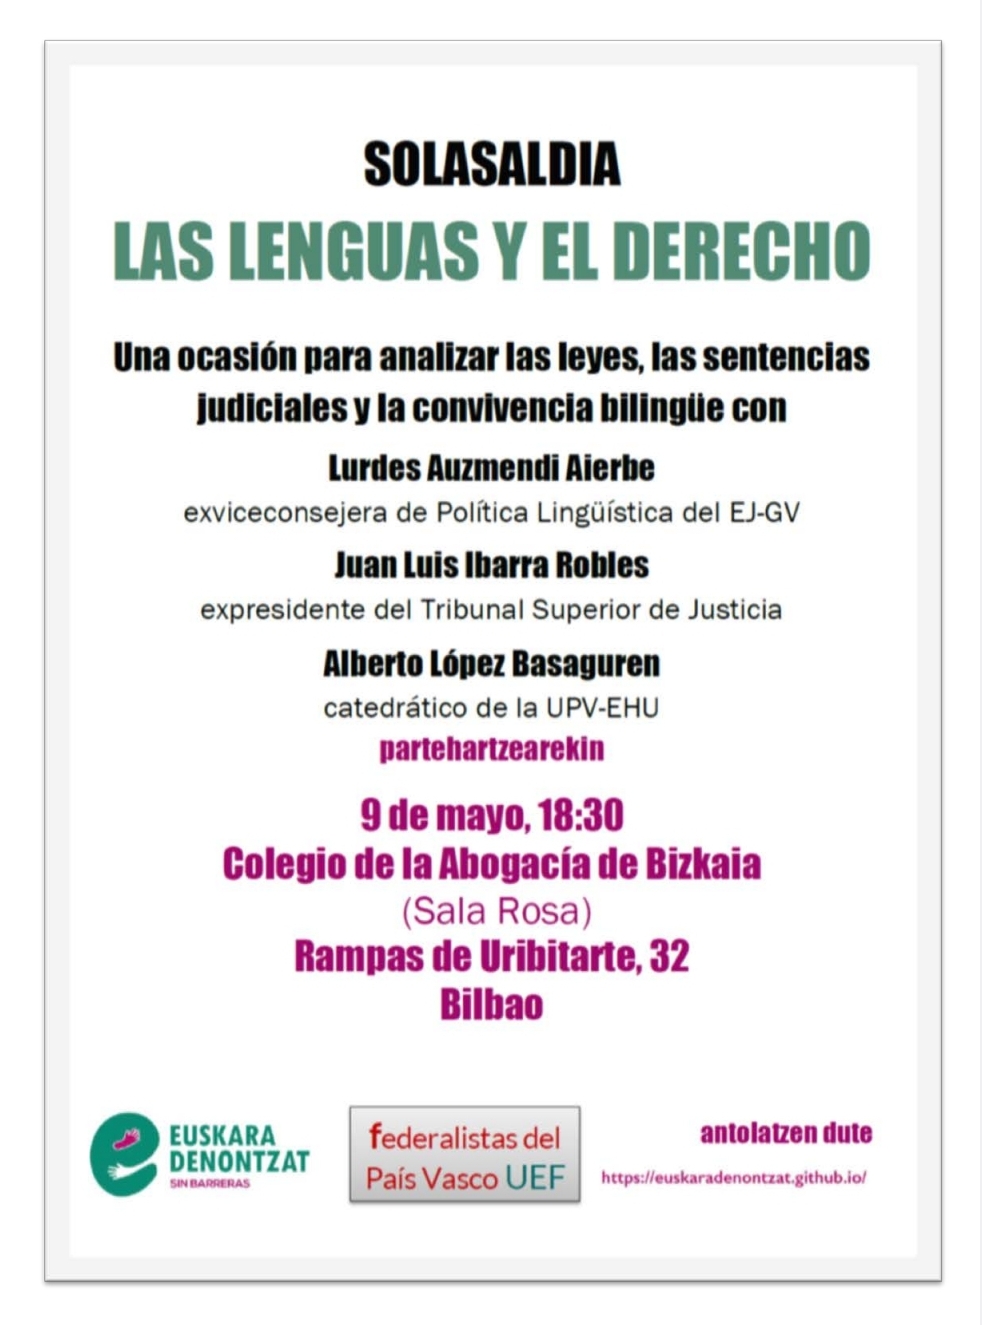 SOLASALDIA
LAS LENGUAS Y EL DERECHO
Una ocasión para analizar las leyes, las sentencias
judiciales y la convivencia bilingüe con
Lurdes Auzmendi Aierbe
exviceconsejera de Política Lingüística del EJ-GV
Juan Luis Ibarra Robles
expresidente del Tribunal Superior de Justicia
Alberto López Basaguren
catedrático de la UPV-EHU
partehartzearekin
9 de mayo, 18:30
Colegio de la Abogacía de Bizkaia
(Sala Rosa)
Rampas de Uribitarte, 32
Bilbao
EUSKARA
DENONTZAT
SIN BARRERAS
federalistas del
País Vasco UEF
antolatzen dute
https://euskaradenontzat.github.io/